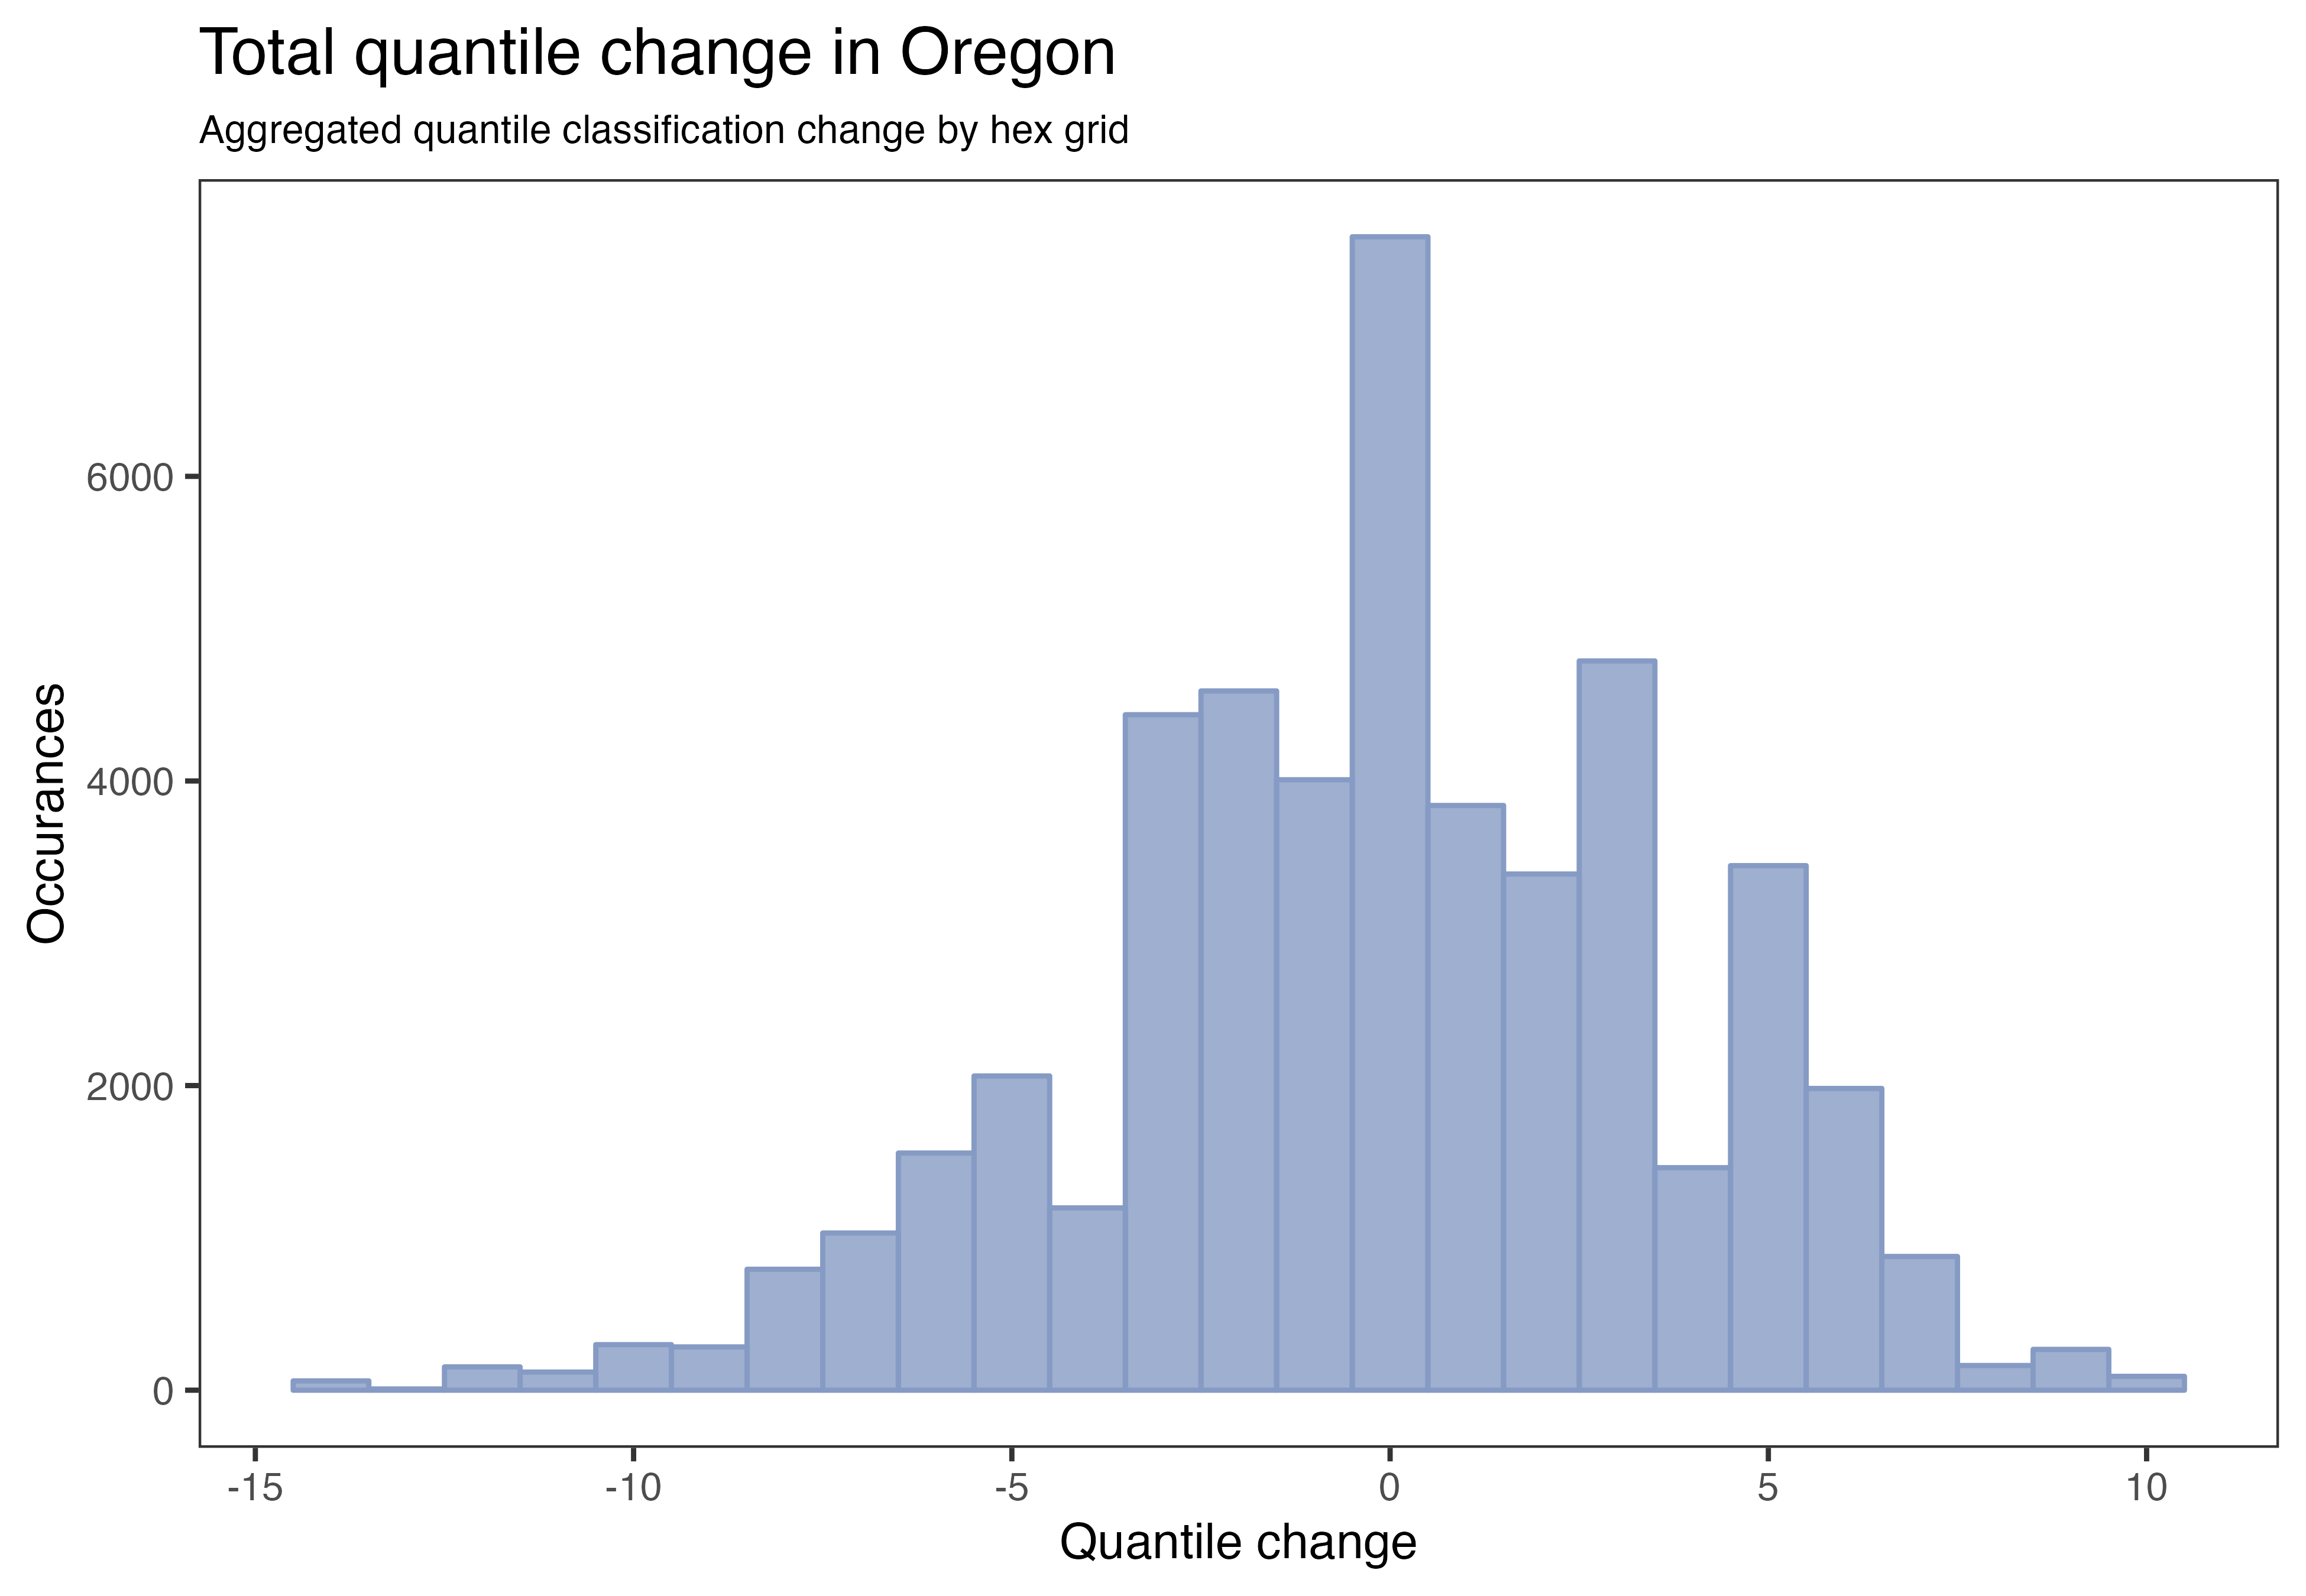 Total quantile change in Oregon
Aggregated quantile classification change by hex grid
Occurances
6000
4000
2000
0
-15 -10 -5 0 5 10
Quantile change